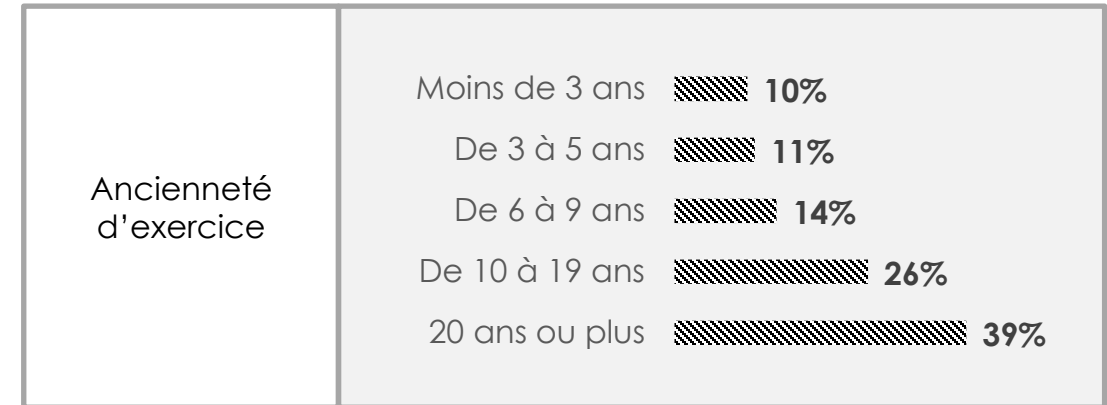 Ancienneté
d’exercice
Moins de 3 ans 10%
De 3 à 5 ans 11%
De 6 à 9 ans 14%
De 10 à 19 ans 26%
20 ans ou plus 39%